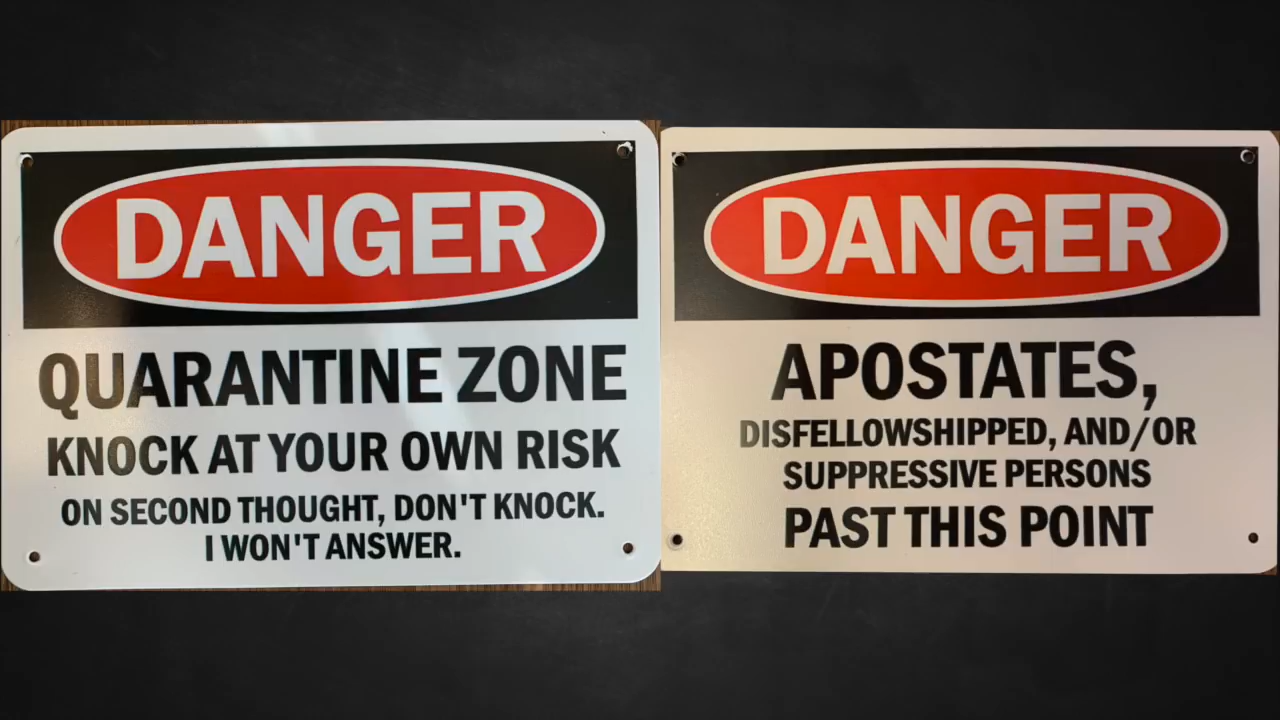 DANGER
QUARANTINE ZONE
KNOCK AT YOUR OWN RISK
ON SECOND THOUGHT, DON'T KNOCK.
I WON'T ANSWER.
DANGER
APOSTATES,
DISFELLOWSHIPPED, AND/OR
SUPPRESSIVE PERSONS
PAST THIS POINT